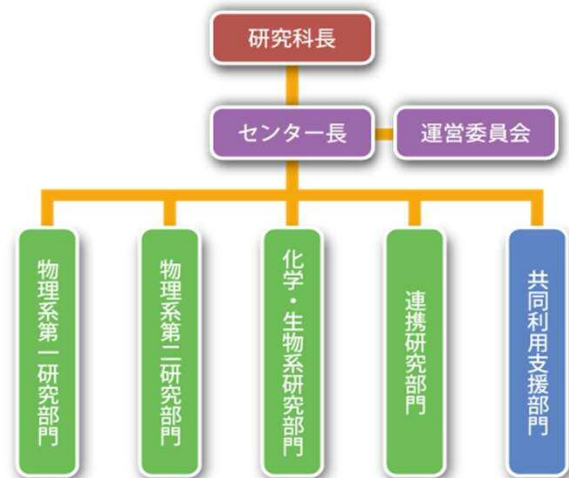 研究科長
センター長
運営委員会
物理系第一研究部門
物理系第二研究部門
化学・生物系研究部門
連携研究部門
共同利用支援部門